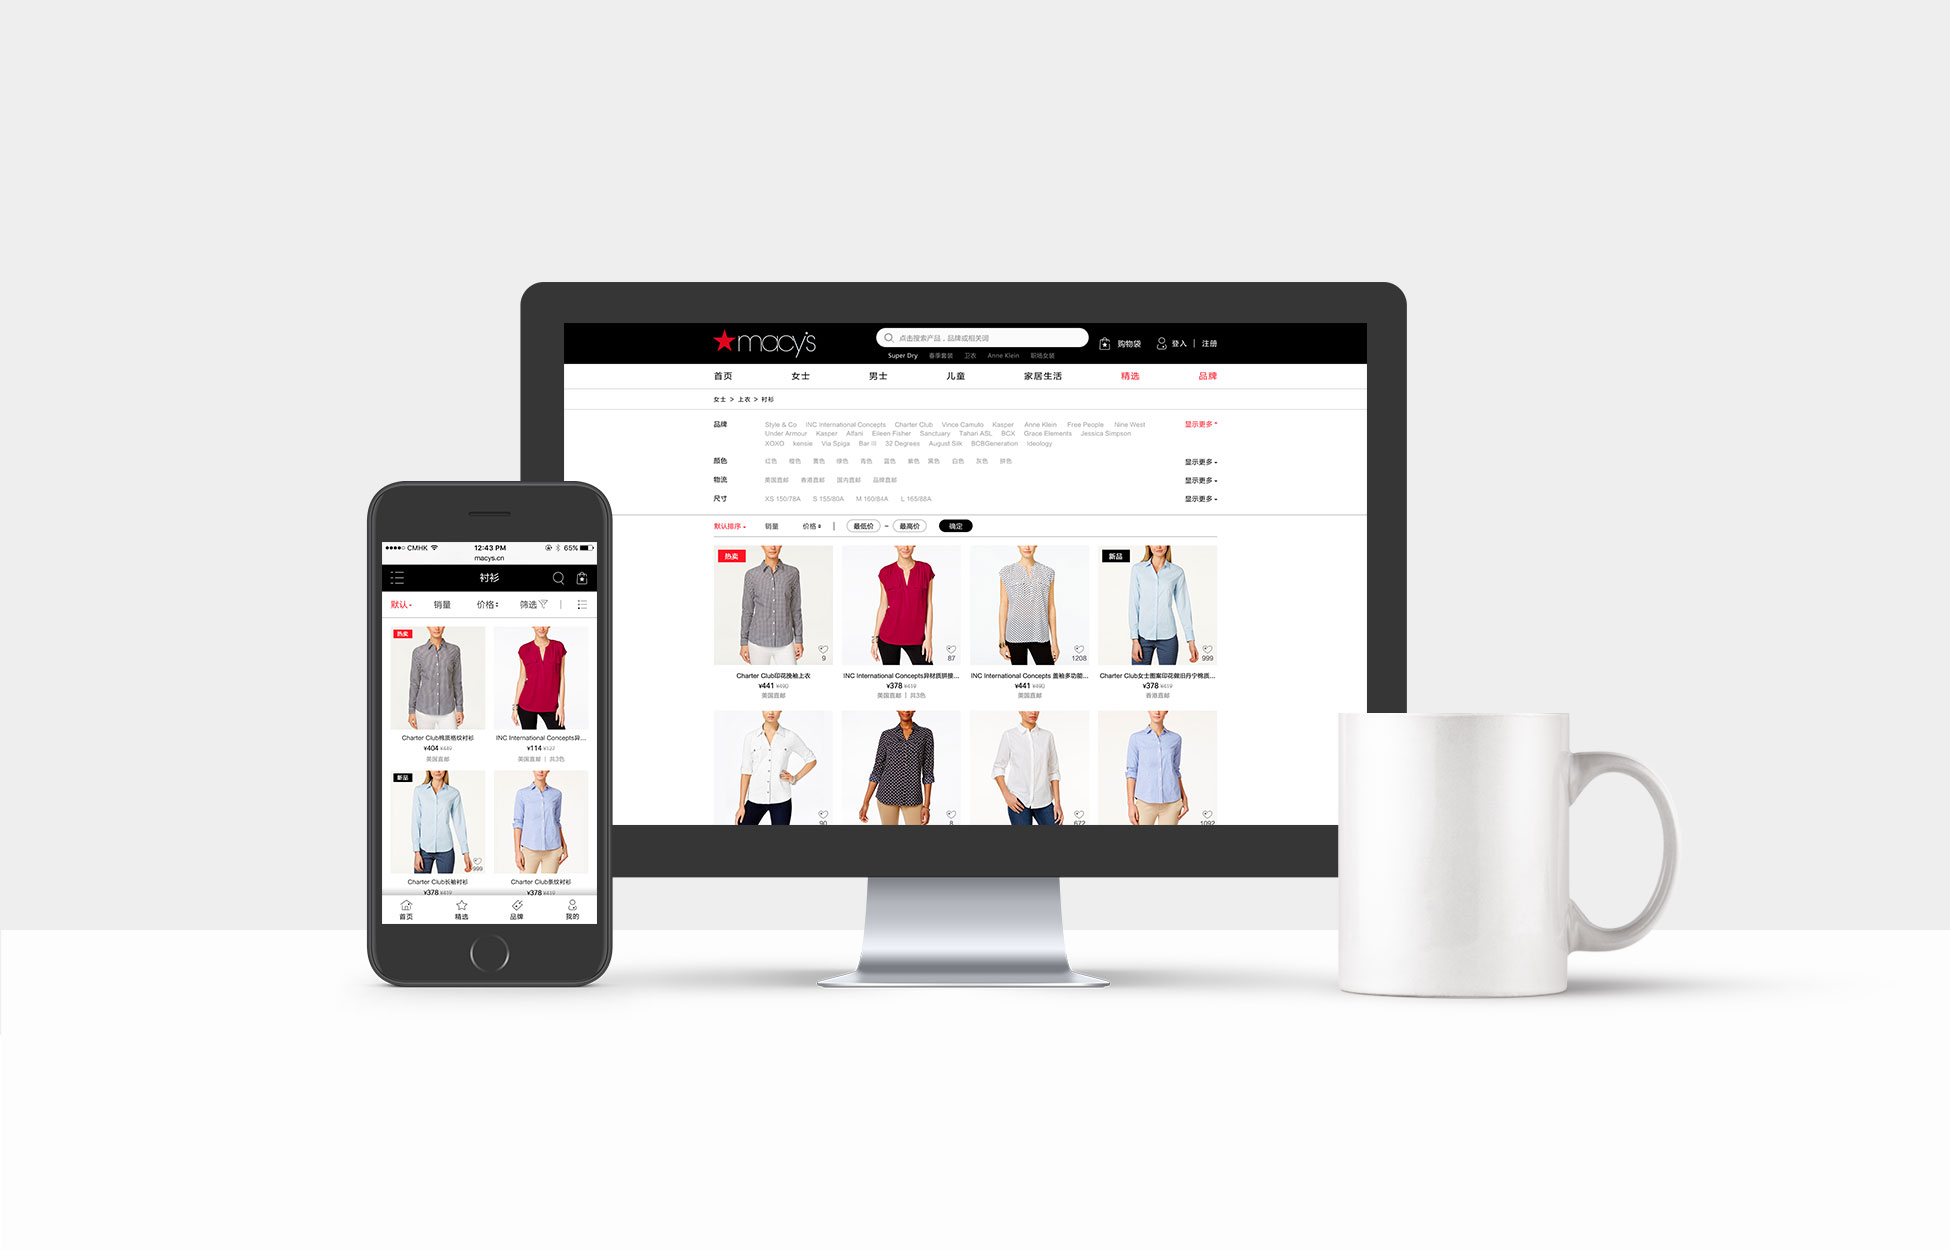 macy's
点击搜索产品，品牌或相关词
购物袋 登入 | 注册
Super Dry 春季套装 卫衣 Anne Klein 职场女装
首页 女士 男士 儿童 家居生活 精选 品牌
女士 > 上衣 > 衬衫
品牌 Style & Co INC International Concepts Charter Club Vince Camuto Kasper Anne Klein Free People Nine West 显示更多
Under Armour Kasper Alfani Eileen Fisher Sanctuary Tahari ASL BCX Grace Elements Jessica Simpson
XOXO kensie Via Spiga Bar III 32 Degrees August Silk BCBGeneration Ideology
颜色 红色 橙色 黄色 绿色 青色 蓝色 紫色 黑色 白色 灰色 拼色 显示更多
物流 美国直邮 香港直邮 国内直邮 品牌直邮 显示更多
尺寸 XS 150/78A S 155/80A M 160/84A L 165/88A 显示更多
默认排序 销量 价格 | 最低价 - 最高价 确定
热卖 新品
9 87 1208 999
Charter Club印花挽袖上衣 INC International Concepts异材质拼接... INC International Concepts 盖袖多功能... Charter Club女士图案印花做旧丹宁棉质...
¥441 ¥490 ¥378 ¥419 ¥441 ¥490 ¥378 ¥419
美国直邮 美国直邮 | 共3色 美国直邮 香港直邮
90 8 672 1092
CMHK 12:43 PM 65%
macys.cn
衬衫
默认 销量 价格 筛选 |
热卖
Charter Club棉质格纹衬衫 INC International Concepts异...
¥404 ¥449 ¥114 ¥127
美国直邮 美国直邮 | 共3色
新品
999
Charter Club长袖衬衫 Charter Club条纹衬衫
¥378 ¥419 ¥378 ¥419
首页 精选 品牌 我的